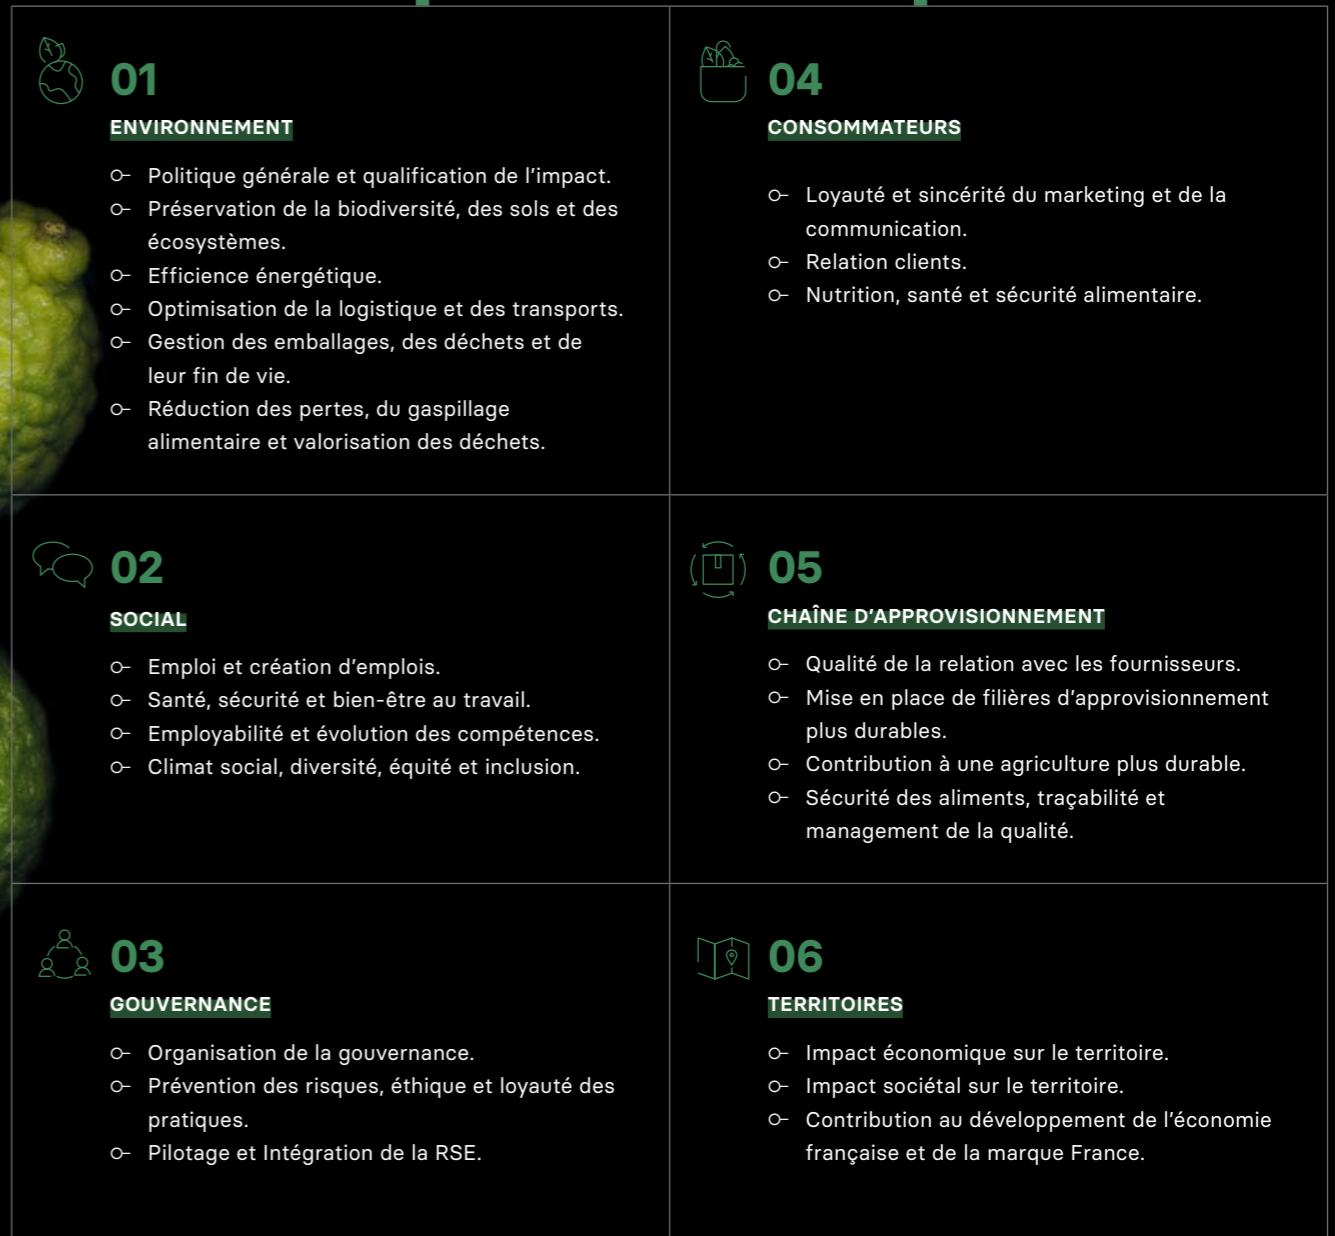 01
ENVIRONNEMENT
Politique générale et qualification de l’impact.
Préservation de la biodiversité, des sols et des
écosystèmes.
Efficience énergétique.
Optimisation de la logistique et des transports.
Gestion des emballages, des déchets et de
leur fin de vie.
Réduction des pertes, du gaspillage
alimentaire et valorisation des déchets.
02
SOCIAL
Emploi et création d’emplois.
Santé, sécurité et bien-être au travail.
Employabilité et évolution des compétences.
Climat social, diversité, équité et inclusion.
03
GOUVERNANCE
Organisation de la gouvernance.
Prévention des risques, éthique et loyauté des
pratiques.
Pilotage et Intégration de la RSE.
04
CONSOMMATEURS
Loyauté et sincérité du marketing et de la
communication.
Relation clients.
Nutrition, santé et sécurité alimentaire.
05
CHAÎNE D’APPROVISIONNEMENT
Qualité de la relation avec les fournisseurs.
Mise en place de filières d’approvisionnement
plus durables.
Contribution à une agriculture plus durable.
Sécurité des aliments, traçabilité et
management de la qualité.
06
TERRITOIRES
Impact économique sur le territoire.
Impact sociétal sur le territoire.
Contribution au développement de l’économie
française et de la marque France.